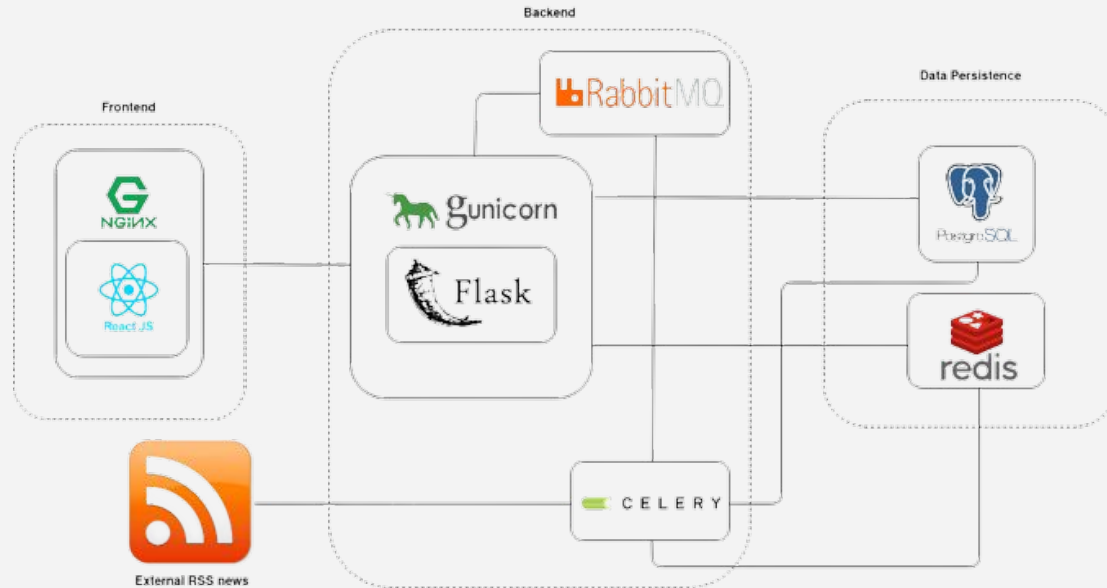 Backend
RabbitMQ
Data Persistence
Frontend
NGiNX
gunicorn
PostgreSQL
Flask
React JS
redis
CELERY
External RSS news